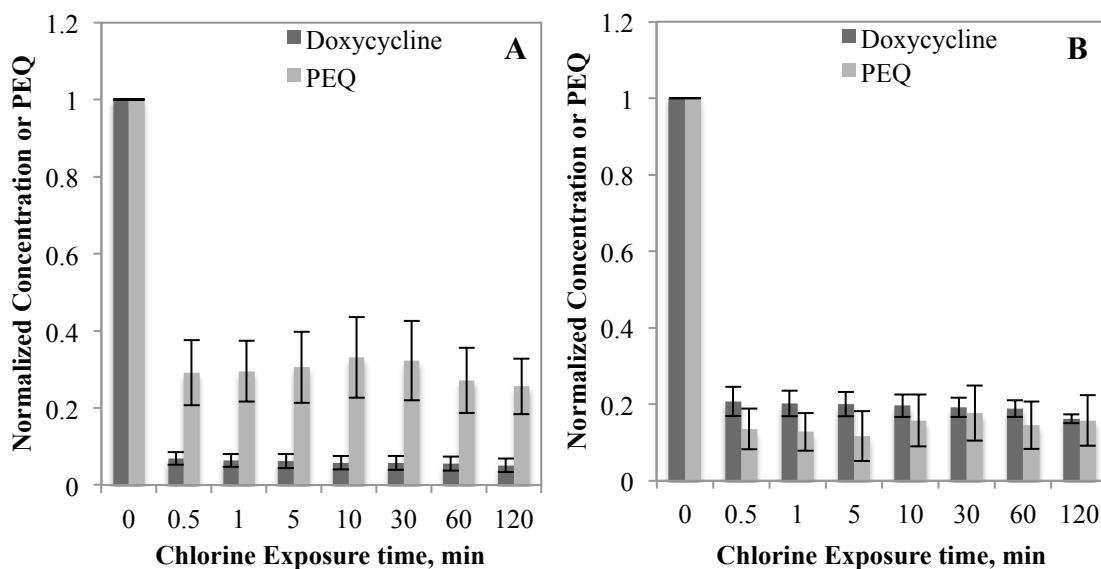 Normalized Concentration or PEQ
1.2
1
0.8
0.6
0.4
0.2
0
Doxycycline
PEQ
A
0 0.5 1 5 10 30 60 120
Chlorine Exposure time, min
Normalized Concentration or PEQ
1.2
1
0.8
0.6
0.4
0.2
0
Doxycycline
PEQ
B
0 0.5 1 5 10 30 60 120
Chlorine Exposure time, min